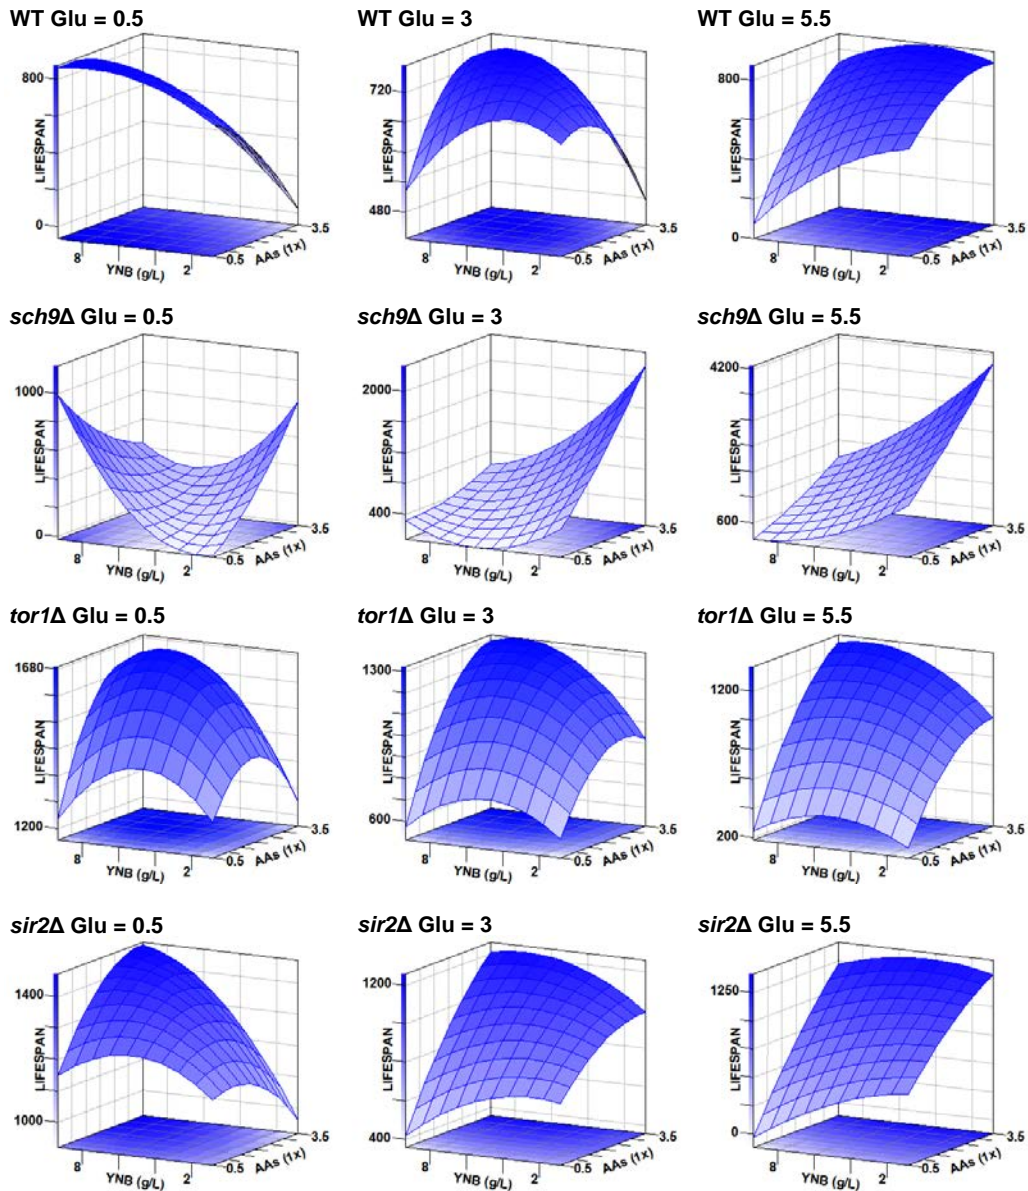 WT Glu = 0.5
800
0
LIFESPAN
8
YNB (g/L)
2
0.5
AAs (1x)
3.5
WT Glu = 3
720
480
LIFESPAN
8
YNB (g/L)
2
0.5
AAs (1x)
3.5
WT Glu = 5.5
800
0
LIFESPAN
8
YNB (g/L)
2
0.5
AAs (1x)
3.5
sch9Δ Glu = 0.5
1000
0
LIFESPAN
8
YNB (g/L)
2
0.5
AAs (1x)
3.5
sch9Δ Glu = 3
2000
400
LIFESPAN
8
YNB (g/L)
2
0.5
AAs (1x)
3.5
sch9Δ Glu = 5.5
4200
600
LIFESPAN
8
YNB (g/L)
2
0.5
AAs (1x)
3.5
tor1Δ Glu = 0.5
1680
1200
LIFESPAN
8
YNB (g/L)
2
0.5
AAs (1x)
3.5
tor1Δ Glu = 3
1300
600
LIFESPAN
8
YNB (g/L)
2
0.5
AAs (1x)
3.5
tor1Δ Glu = 5.5
1200
200
LIFESPAN
8
YNB (g/L)
2
0.5
AAs (1x)
3.5
sir2Δ Glu = 0.5
1400
1000
LIFESPAN
8
YNB (g/L)
2
0.5
AAs (1x)
3.5
sir2Δ Glu = 3
1200
400
LIFESPAN
8
YNB (g/L)
2
0.5
AAs (1x)
3.5
sir2Δ Glu = 5.5
1250
0
LIFESPAN
8
YNB (g/L)
2
0.5
AAs (1x)
3.5